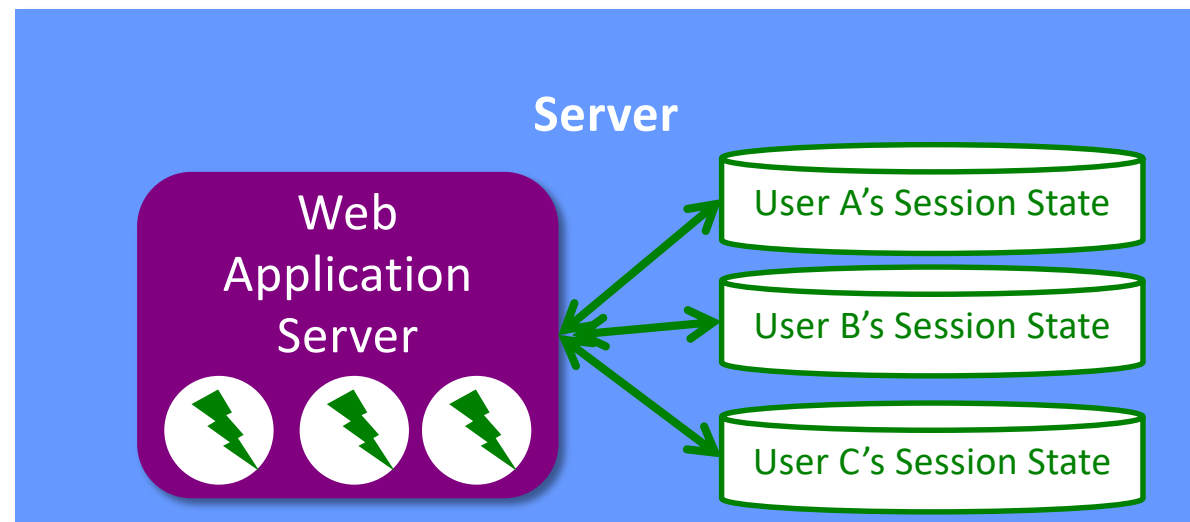 Server
Web
Application
Server
User A’s Session State
User B’s Session State
User C’s Session State